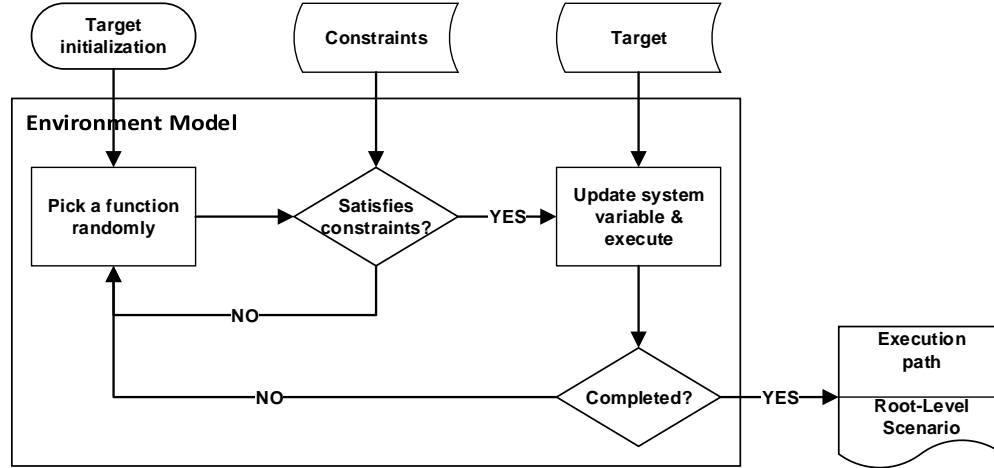 Target
initialization
Constraints
Target
Environment Model
Pick a function
randomly
Satisfies
constraints?
YES
Update system
variable &
execute
NO
Execution
path
NO
Completed?
YES
Root-Level
Scenario